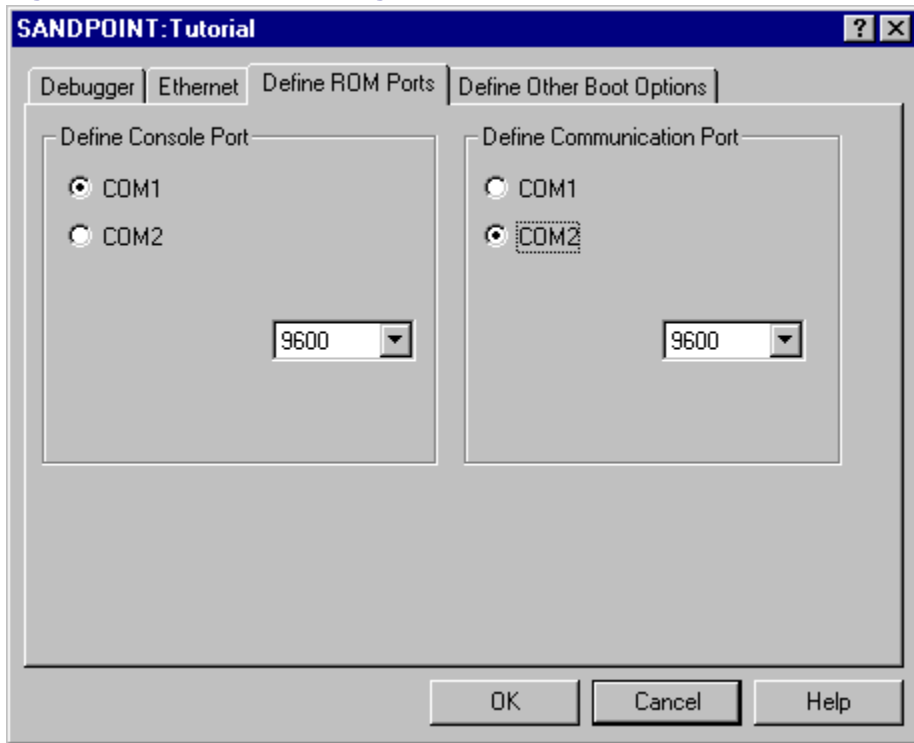 SANDPOINT:Tutorial
Debugger Ethernet Define ROM Ports Define Other Boot Options
Define Console Port
COM1
COM2
9600
Define Communication Port
COM1
COM2
9600
OK Cancel Help